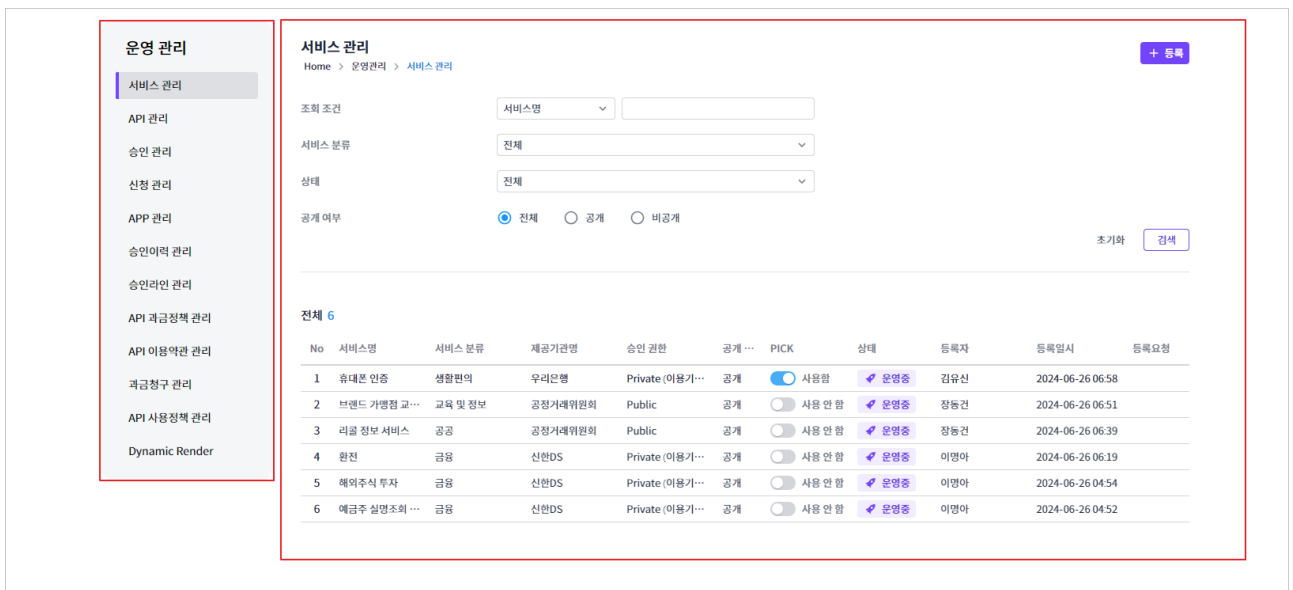 운영 관리
서비스 관리
API 관리
승인 관리
신청 관리
APP 관리
승인이력 관리
승인라인 관리
API 과금정책 관리
API 이용약관 관리
과금청구 관리
API 사용정책 관리
Dynamic Render
서비스 관리
Home > 운영관리 > 서비스 관리
+ 등록
조회 조건 서비스명
서비스 분류 전체
상태 전체
공개 여부 전체 공개 비공개
초기화 검색
전체 6
No 서비스명 서비스 분류 제공기관명 승인 권한 공개 … PICK 상태 등록자 등록일시 등록요청
1 휴대폰 인증 생활편의 우리은행 Private (이용기… 공개 사용함 운영중 김유신 2024-06-26 06:58
2 브랜드 가맹점 교… 교육 및 정보 공정거래위원회 Public 공개 사용 안 함 운영중 장동건 2024-06-26 06:51
3 리콜 정보 서비스 공공 공정거래위원회 Public 공개 사용 안 함 운영중 장동건 2024-06-26 06:39
4 환전 금융 신한DS Private (이용기… 공개 사용 안 함 운영중 이명아 2024-06-26 06:19
5 해외주식 투자 금융 신한DS Private (이용기… 공개 사용 안 함 운영중 이명아 2024-06-26 04:54
6 예금주 실명조회 … 금융 신한DS Private (이용기… 공개 사용 안 함 운영중 이명아 2024-06-26 04:52